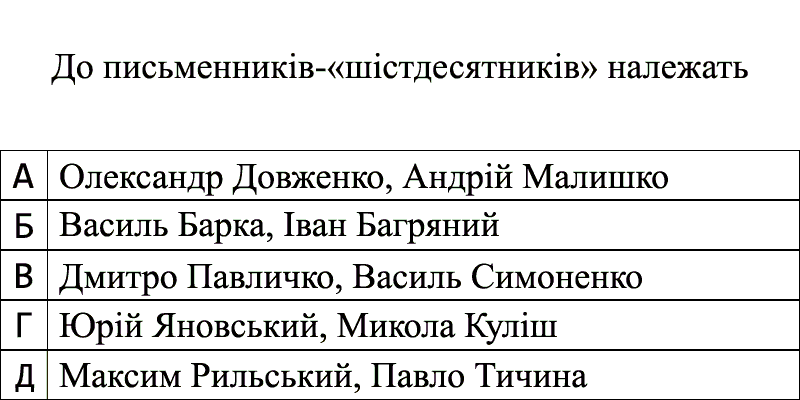 До письменників-«шістдесятників» належать
А Олександр Довженко, Андрій Малишко
Б Василь Барка, Іван Багряний
В Дмитро Павличко, Василь Симоненко
Г Юрій Яновський, Микола Куліш
Д Максим Рильський, Павло Тичина